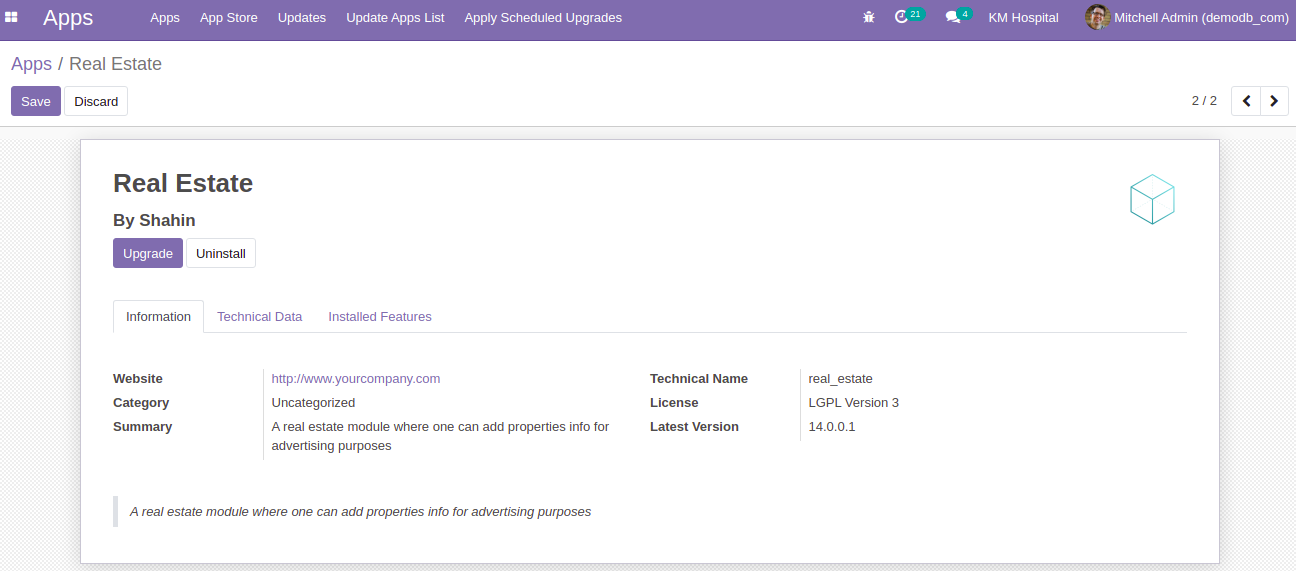 Apps Apps App Store Updates Update Apps List Apply Scheduled Upgrades 21 4 KM Hospital Mitchell Admin (demodb_com)
Apps / Real Estate
Save Discard 2 / 2
Real Estate
By Shahin
Upgrade Uninstall
Information Technical Data Installed Features
Website http://www.yourcompany.com Technical Name real_estate
Category Uncategorized License LGPL Version 3
Summary A real estate module where one can add properties info for Latest Version 14.0.0.1
advertising purposes
A real estate module where one can add properties info for advertising purposes